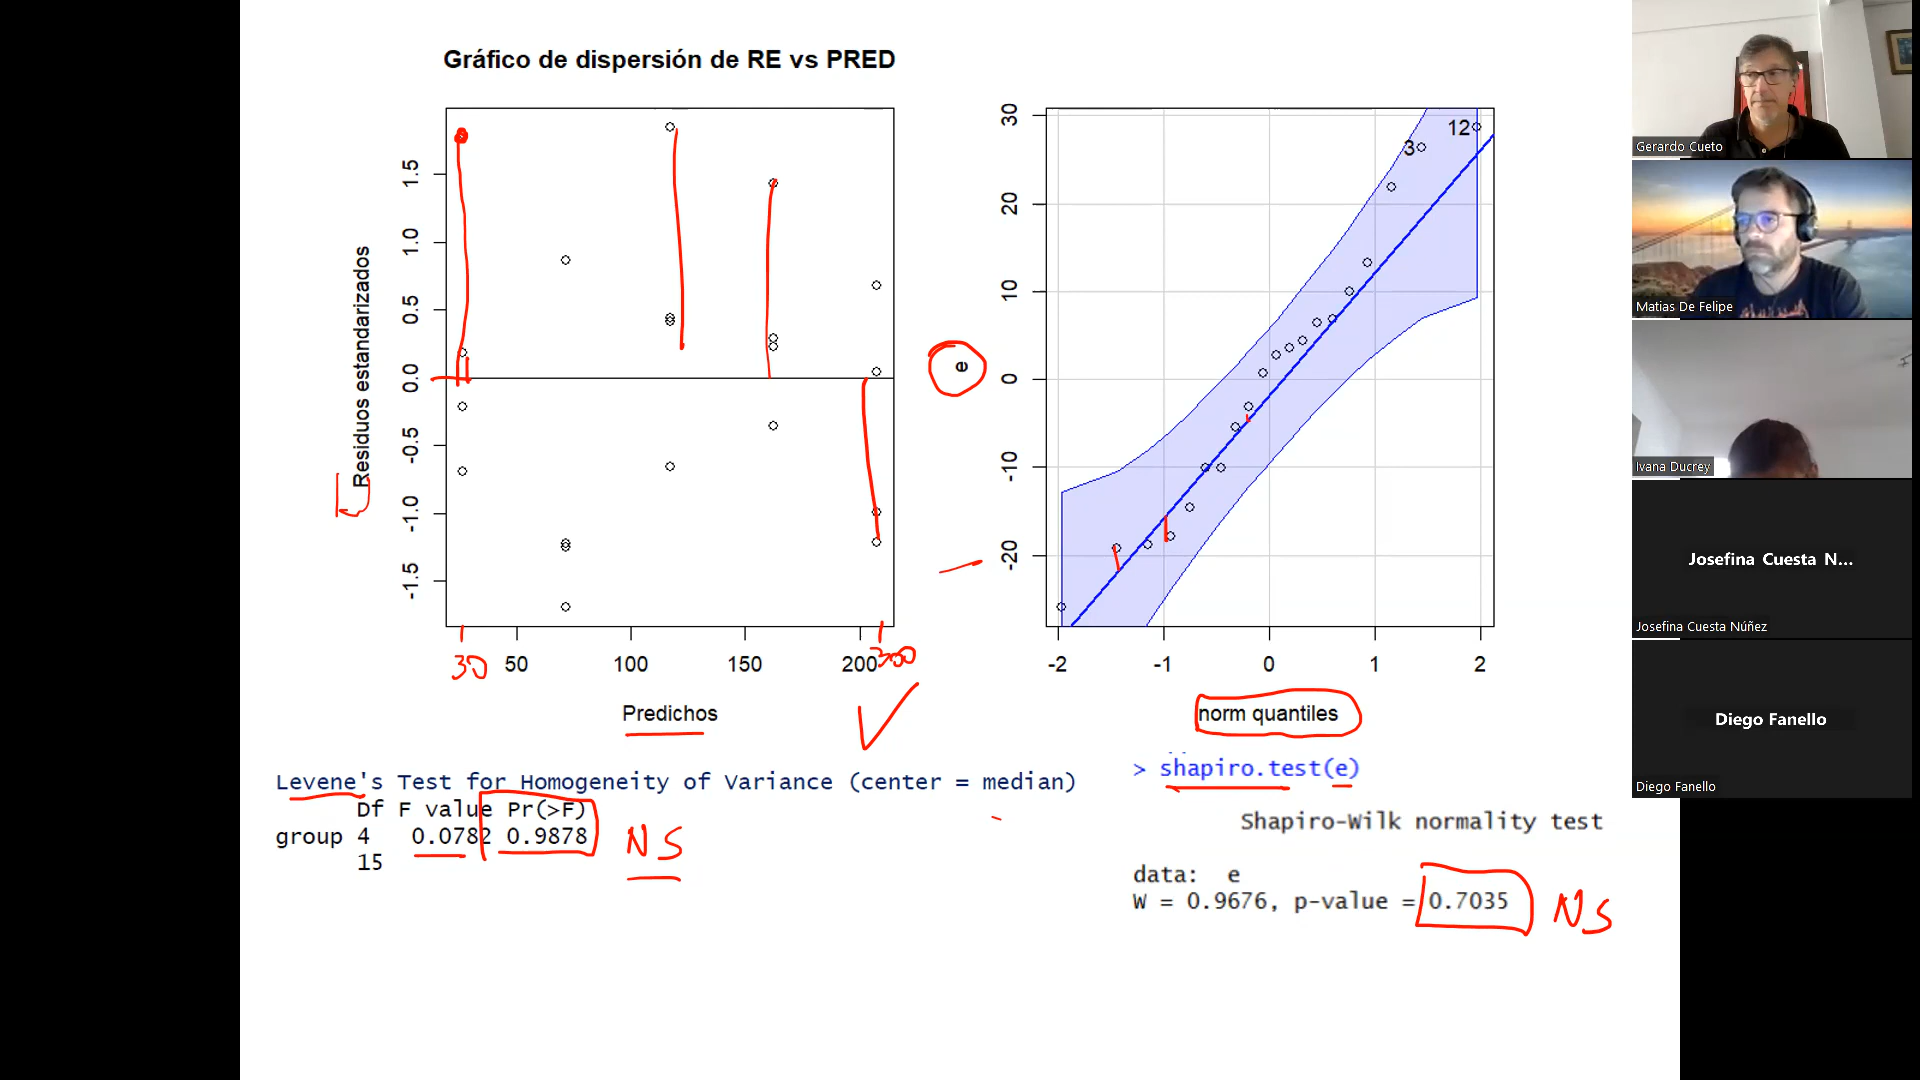 Gráfico de dispersión de RE vs PRED
Residuos estandarizados
1.5
1.0
0.5
0.0
-0.5
-1.0
-1.5
30 50 100 150 200 300
Predichos
e
30
20
10
0
-10
-20
12
3
-2 -1 0 1 2
norm quantiles
Levene's Test for Homogeneity of Variance (center = median)
Df F value Pr(>F)
group 4 0.0782 0.9878
15
NS
> shapiro.test(e)
Shapiro-Wilk normality test
data: e
W = 0.9676, p-value = 0.7035
NS
Gerardo Cueto
Matias De Felipe
Ivana Ducrey
Josefina Cuesta N...
Josefina Cuesta Núñez
Diego Fanello
Diego Fanello